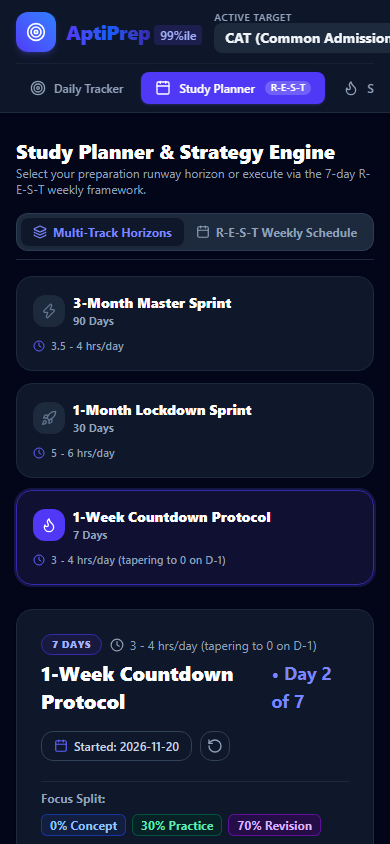 AptiPrep 99%ile
ACTIVE TARGET
CAT (Common Admission
Daily Tracker
Study Planner R-E-S-T
S
Study Planner & Strategy Engine
Select your preparation runway horizon or execute via the 7-day R-
E-S-T weekly framework.
Multi-Track Horizons
R-E-S-T Weekly Schedule
3-Month Master Sprint
90 Days
3.5 - 4 hrs/day
1-Month Lockdown Sprint
30 Days
5 - 6 hrs/day
1-Week Countdown Protocol
7 Days
3 - 4 hrs/day (tapering to 0 on D-1)
7 DAYS 3 - 4 hrs/day (tapering to 0 on D-1)
1-Week Countdown
Protocol
• Day 2
of 7
Started: 2026-11-20
Focus Split:
0% Concept 30% Practice 70% Revision